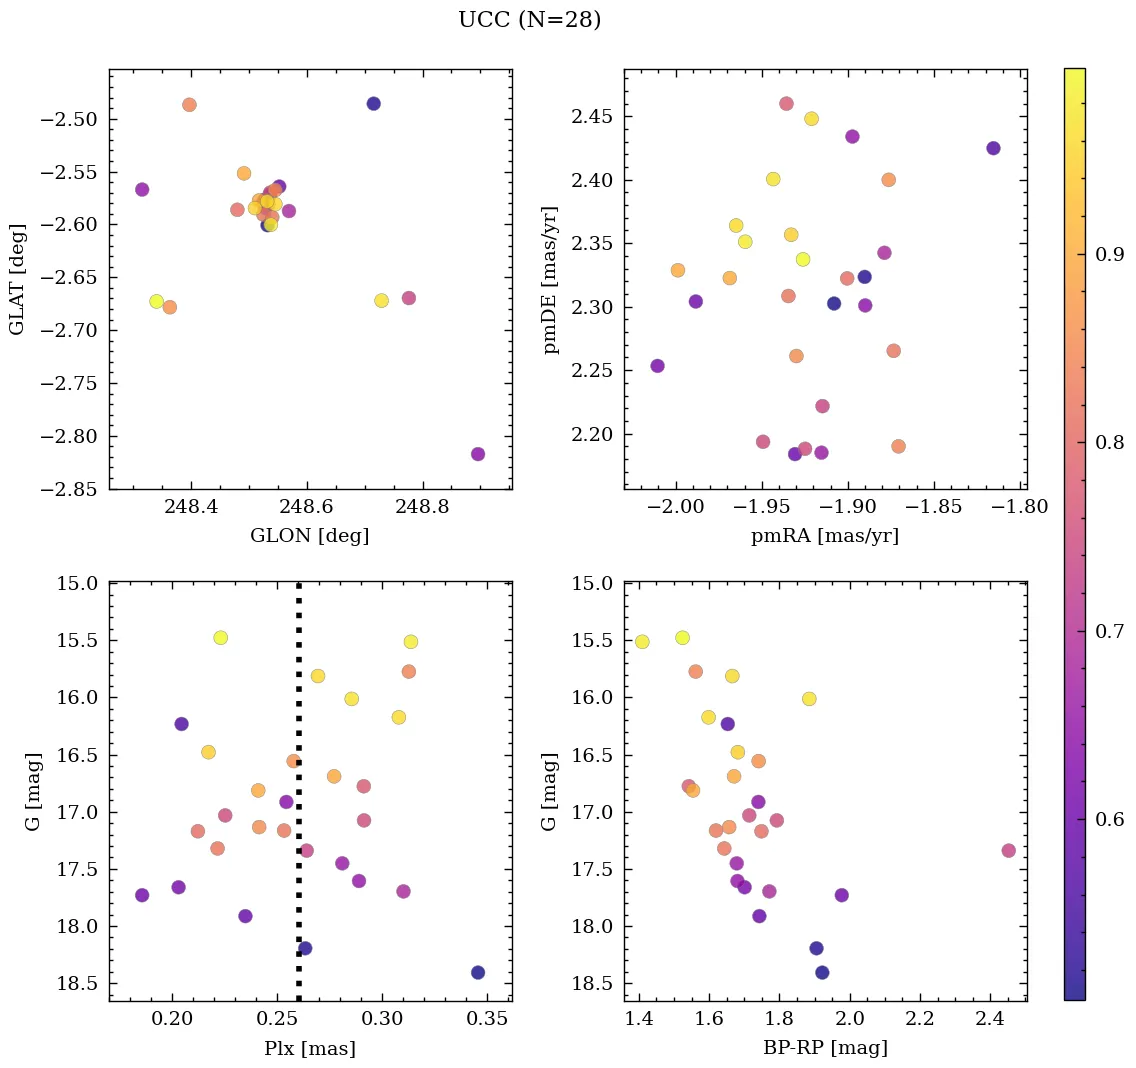 UCC (N=28)
−2.50
−2.55
−2.60
−2.65
−2.70
−2.75
−2.80
−2.85
GLAT [deg]
248.4 248.6 248.8
GLON [deg]
2.45
2.40
2.35
2.30
2.25
2.20
pmDE [mas/yr]
−2.00 −1.95 −1.90 −1.85 −1.80
pmRA [mas/yr]
15.0
15.5
16.0
16.5
17.0
17.5
18.0
18.5
G [mag]
0.20 0.25 0.30 0.35
Plx [mas]
15.0
15.5
16.0
16.5
17.0
17.5
18.0
18.5
G [mag]
1.4 1.6 1.8 2.0 2.2 2.4
BP-RP [mag]
0.9
0.8
0.7
0.6